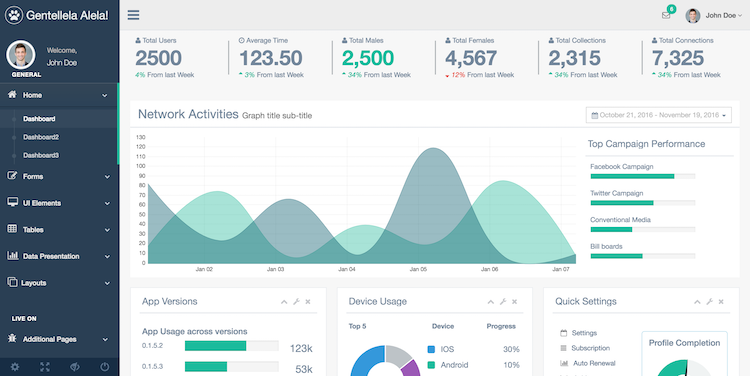 Gentellela Alela!
Welcome,
John Doe
GENERAL
Home
Dashboard
Dashboard2
Dashboard3
Forms
UI Elements
Tables
Data Presentation
Layouts
LIVE ON
Additional Pages
6
John Doe
Total Users
2500
4% From last Week
Average Time
123.50
3% From last Week
Total Males
2,500
34% From last Week
Total Females
4,567
12% From last Week
Total Collections
2,315
34% From last Week
Total Connections
7,325
34% From last Week
Network Activities Graph title sub-title
October 21, 2016 - November 19, 2016
130
120
110
100
90
80
70
60
50
40
30
20
10
0
Jan 02
Jan 03
Jan 04
Jan 05
Jan 06
Jan 07
Top Campaign Performance
Facebook Campaign
Twitter Campaign
Conventional Media
Bill boards
App Versions
App Usage across versions
0.1.5.2
123k
0.1.5.3
53k
Device Usage
Top 5 Device Progress
IOS 30%
Android 10%
Quick Settings
Settings
Subscription
Auto Renewal
Profile Completion